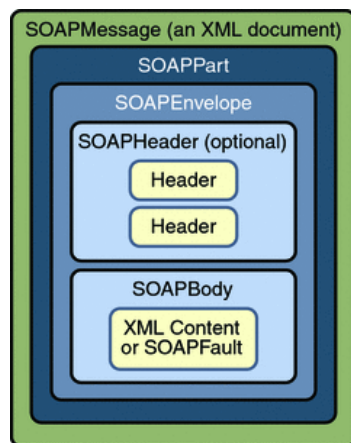 SOAPMessage (an XML document)
SOAPPart
SOAPEnvelope
SOAPHeader (optional)
Header
Header
SOAPBody
XML Content
or SOAPFault